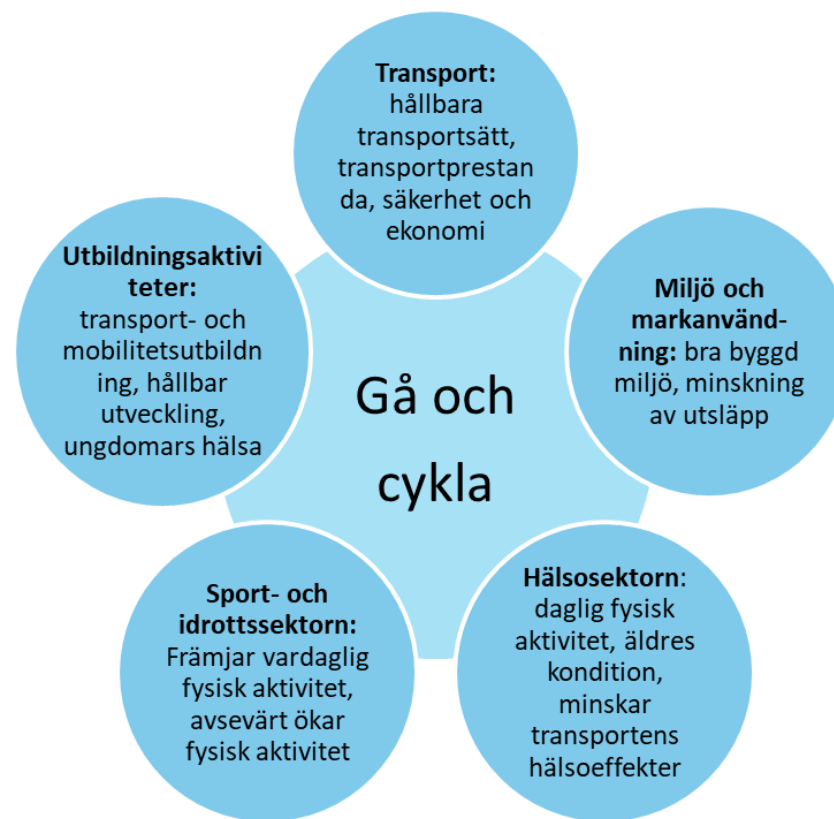 Transport:
hållbara
transportsätt,
transportprestan
da, säkerhet och
ekonomi
Utbildningsaktivi
teter:
transport- och
mobilitetsutbildn
ing, hållbar
utveckling,
ungdomars hälsa
Miljö och
markanvänd-
ning: bra byggd
miljö, minskning
av utsläpp
Gå och
cykla
Sport- och
idrottssektorn:
Främjar vardaglig
fysisk aktivitet,
avsevärt ökar
fysisk aktivitet
Hälsosektorn:
daglig fysisk
aktivitet, äldres
kondition,
minskar
transportens
hälsoeffekter